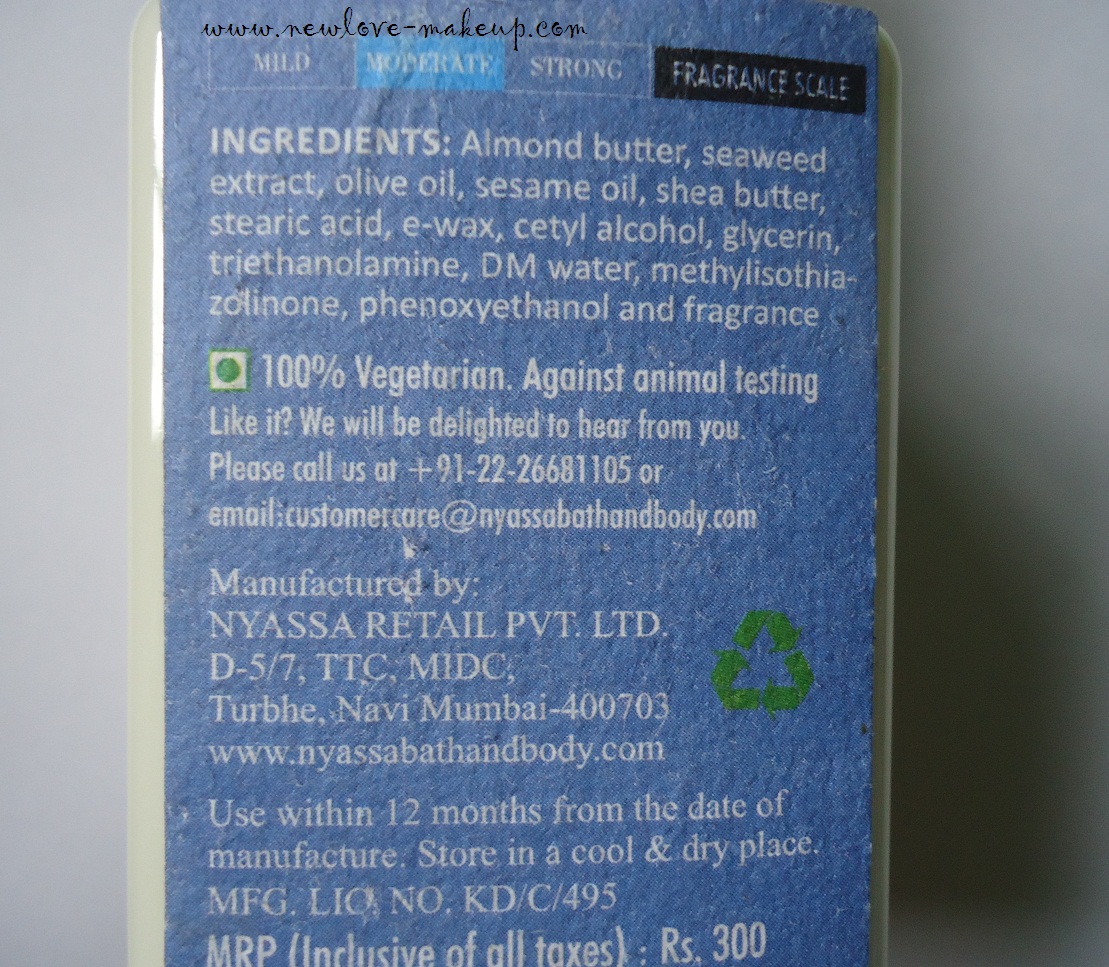 www.newlove-makeup.com
MILD MODERATE STRONG FRAGRANCE SCALE
INGREDIENTS: Almond butter, seaweed
extract, olive oil, sesame oil, shea butter,
stearic acid, e-wax, cetyl alcohol, glycerin,
triethanolamine, DM water, methylisothia-
zolinone, phenoxyethanol and fragrance
100% Vegetarian. Against animal testing
Like it? We will be delighted to hear from you.
Please call us at +91-22-26681105 or
email:customercare@nyassabathandbody.com
Manufactured by:
NYASSA RETAIL PVT. LTD.
D-5/7, TTC, MIDC,
Turbhe, Navi Mumbai-400703
www.nyassabathandbody.com
Use within 12 months from the date of
manufacture. Store in a cool & dry place.
MFG. LIC. NO. KD/C/495
MRP (Inclusive of all taxes) : Rs. 300